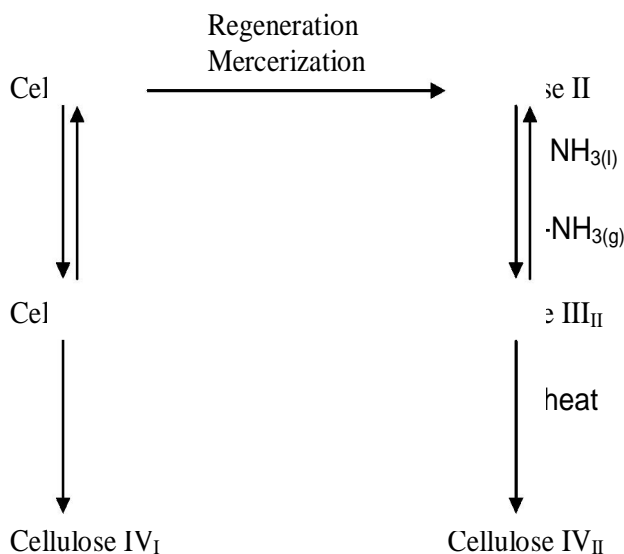 Regeneration
Mercerization
Cel se II
NH₃₍ₗ₎
-NH₃₍g₎
Cel e III_II
heat
Cellulose IV_I Cellulose IV_II